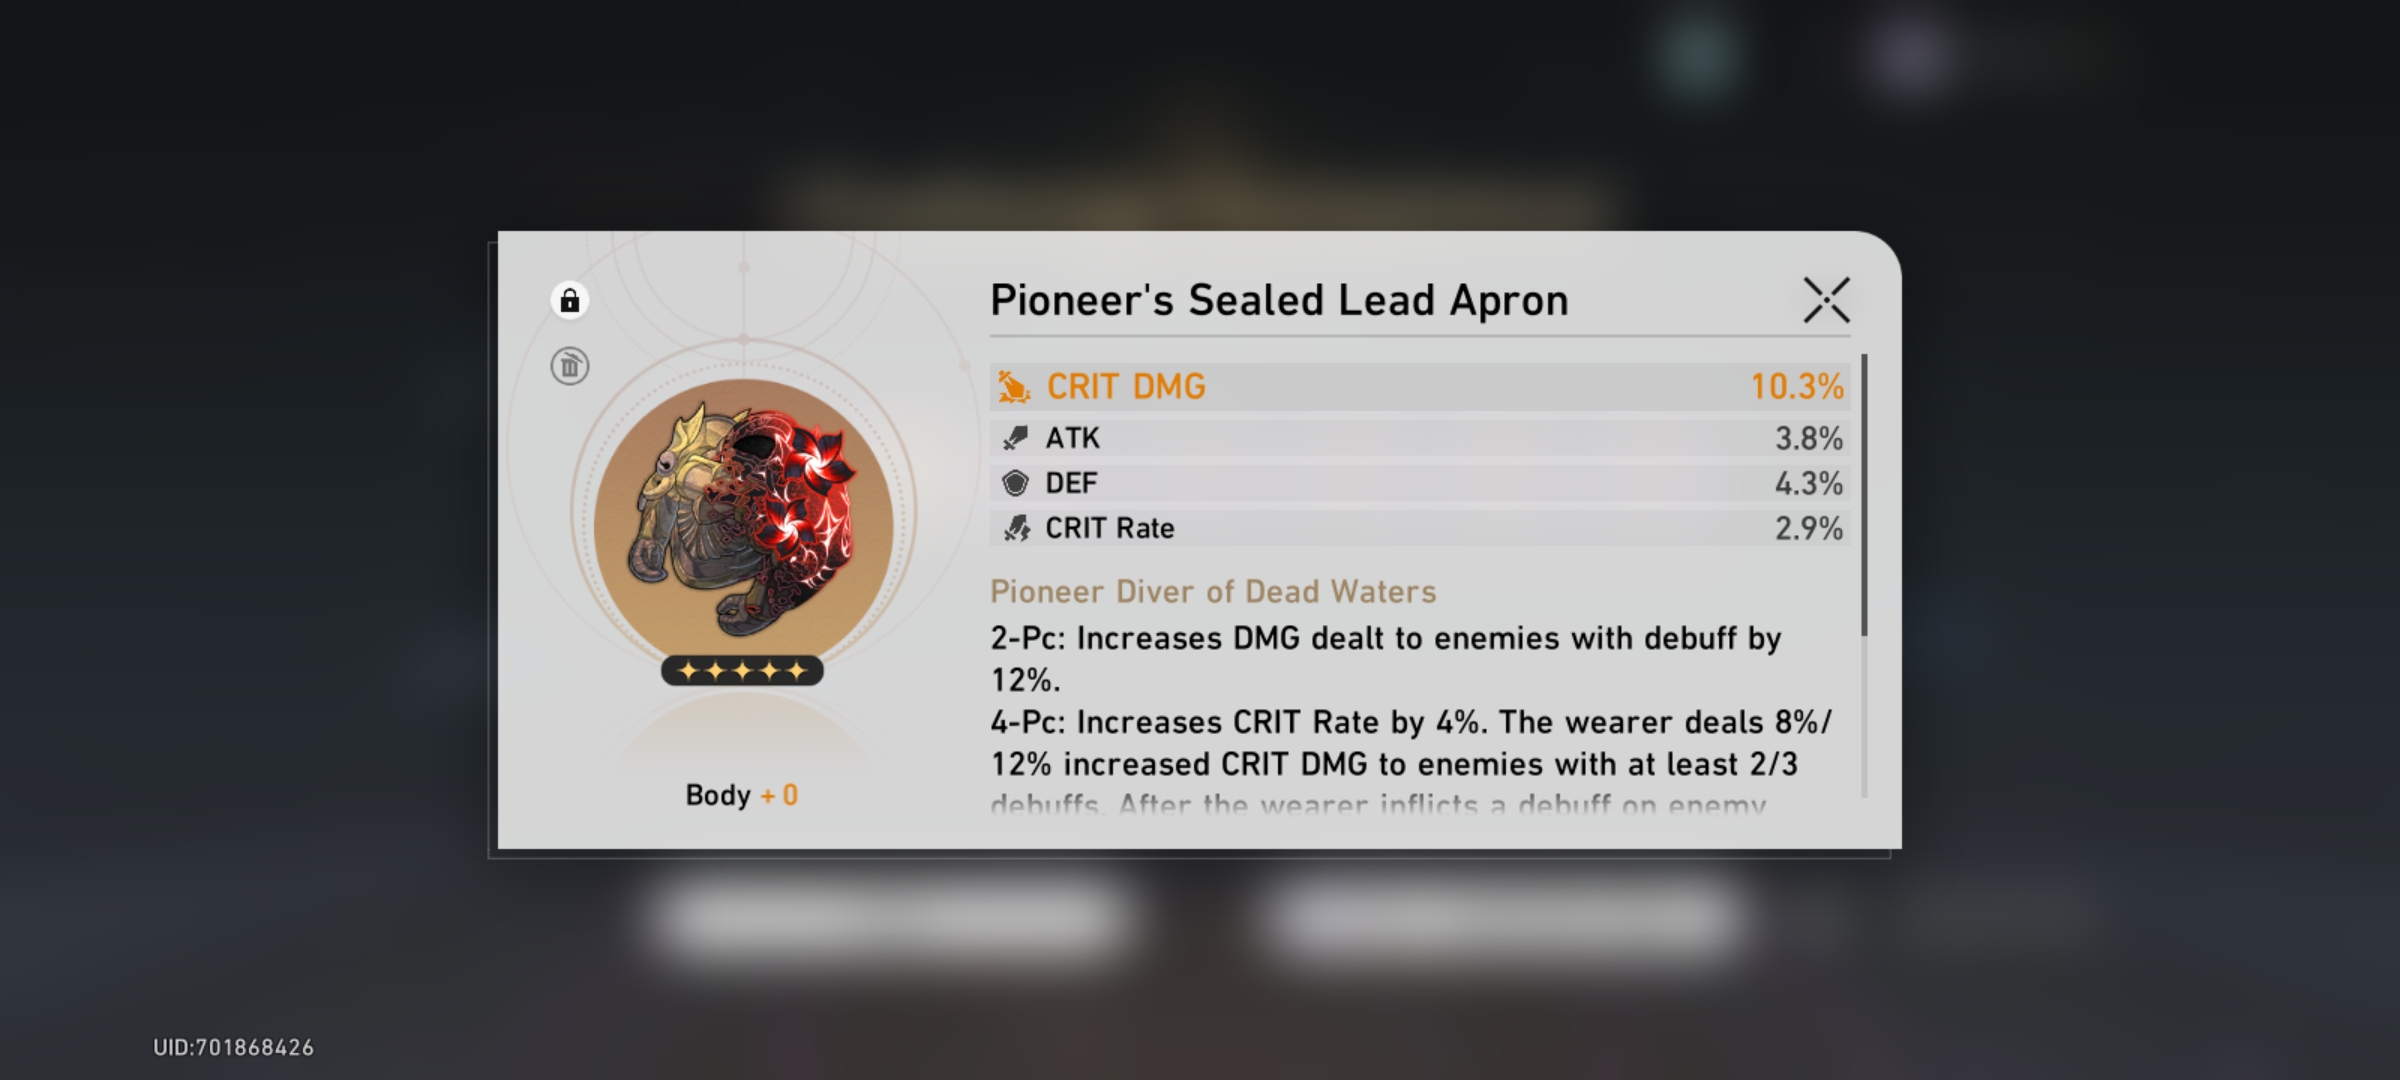 Pioneer's Sealed Lead Apron
CRIT DMG 10.3%
ATK 3.8%
DEF 4.3%
CRIT Rate 2.9%
Pioneer Diver of Dead Waters
2-Pc: Increases DMG dealt to enemies with debuff by
12%.
4-Pc: Increases CRIT Rate by 4%. The wearer deals 8%/
12% increased CRIT DMG to enemies with at least 2/3
debuffs. After the wearer inflicts a debuff on enemy
Body + 0
UID:701868426